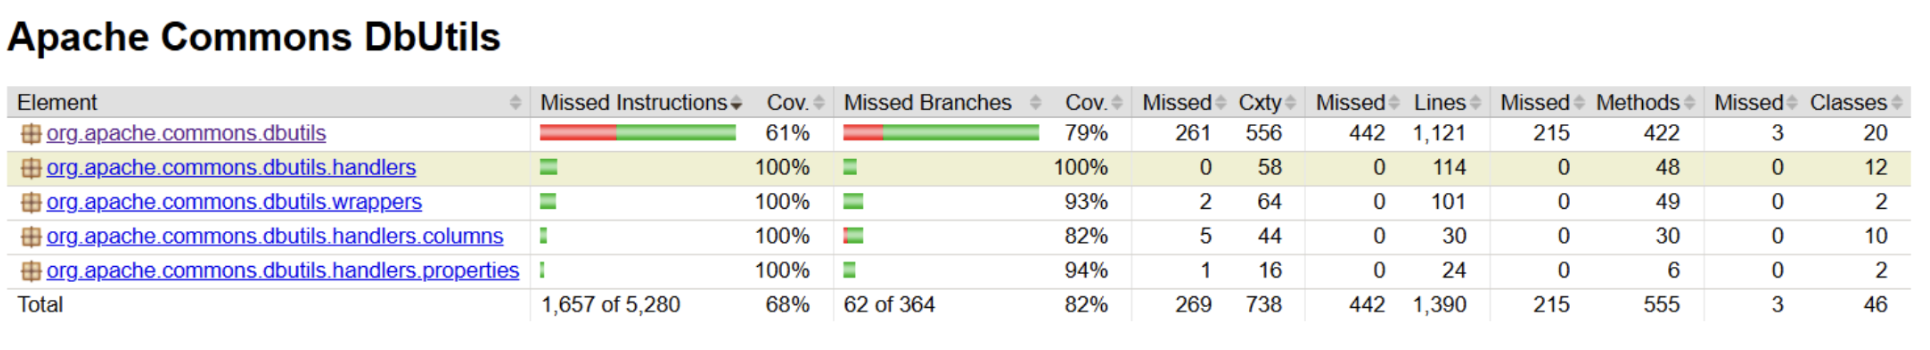 Apache Commons DbUtils
Element Missed Instructions Cov. Missed Branches Cov. Missed Cxty Missed Lines Missed Methods Missed Classes
org.apache.commons.dbutils 61% 79% 261 556 442 1,121 215 422 3 20
org.apache.commons.dbutils.handlers 100% 100% 0 58 0 114 0 48 0 12
org.apache.commons.dbutils.wrappers 100% 93% 2 64 0 101 0 49 0 2
org.apache.commons.dbutils.handlers.columns 100% 82% 5 44 0 30 0 30 0 10
org.apache.commons.dbutils.handlers.properties 100% 94% 1 16 0 24 0 6 0 2
Total 1,657 of 5,280 68% 62 of 364 82% 269 738 442 1,390 215 555 3 46